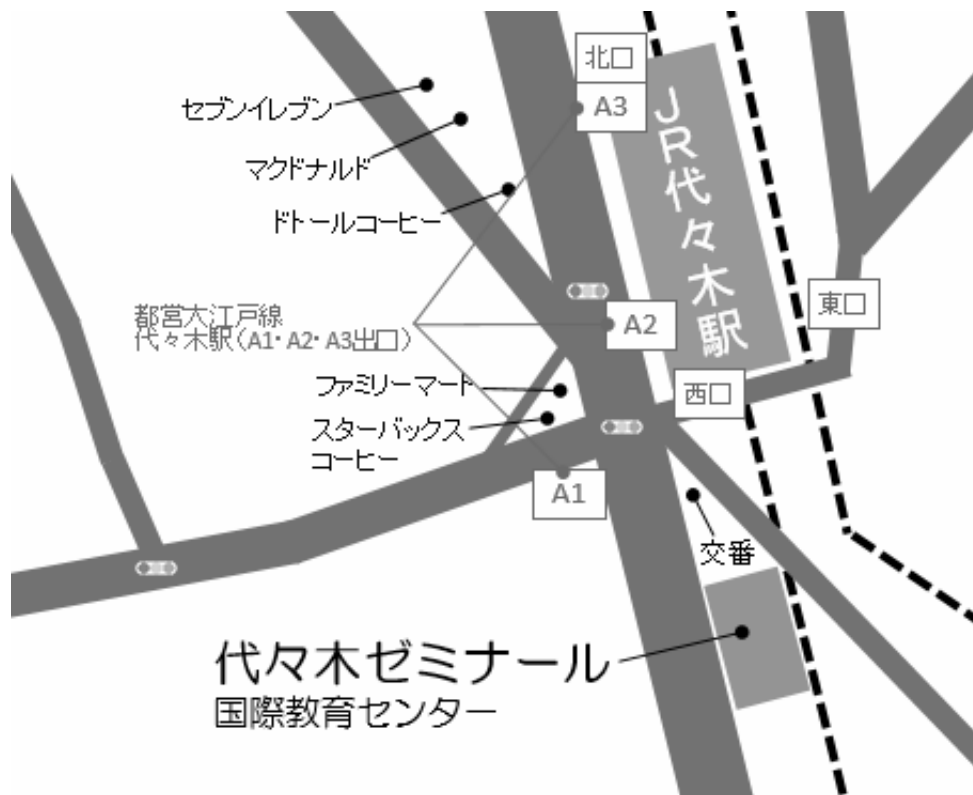 北口
A3
セブンイレブン
マクドナルド
ドトールコーヒー
JR代々木駅
東口
都営大江戸線
代々木駅(A1・A2・A3出口)
A2
ファミリーマート
西口
スターバックス
コーヒー
A1
交番
代々木ゼミナール
国際教育センター